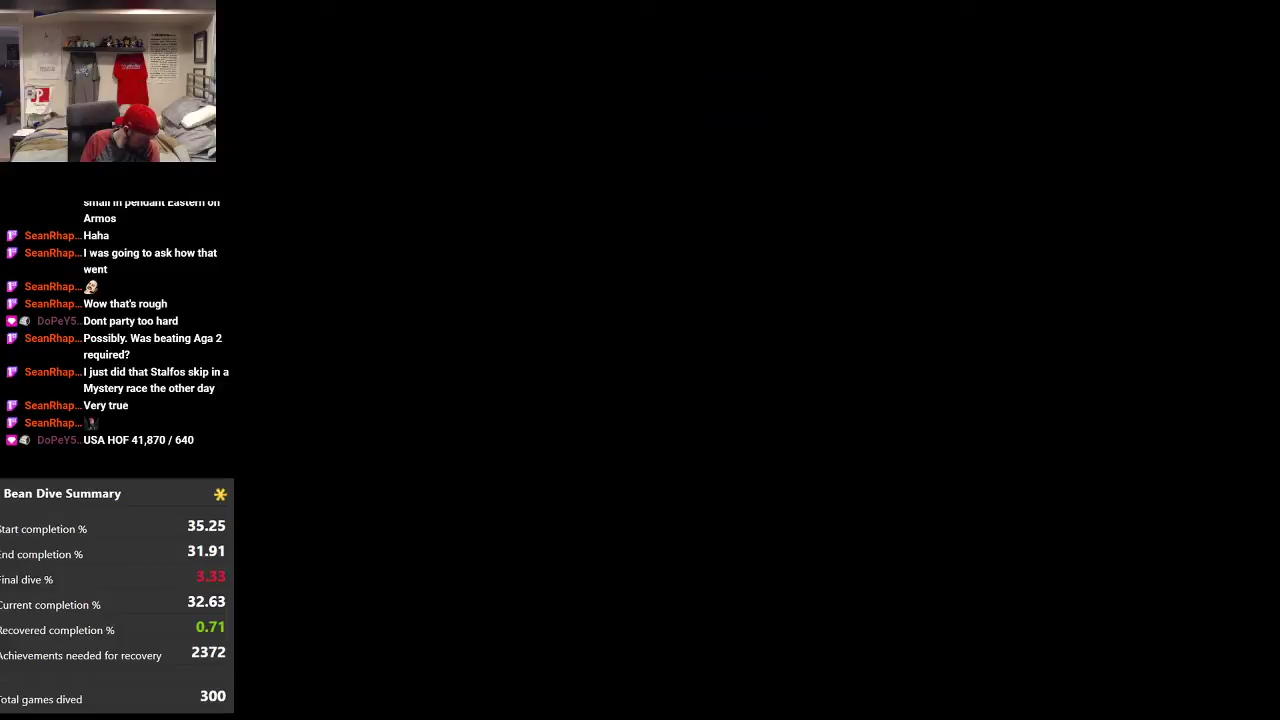 small in pendant Eastern on
Armos
SeanRhap... Haha
SeanRhap... I was going to ask how that
went
SeanRhap...
SeanRhap... Wow that's rough
DoPeY5.. Dont party too hard
SeanRhap... Possibly. Was beating Aga 2
required?
SeanRhap... I just did that Stalfos skip in a
Mystery race the other day
SeanRhap... Very true
SeanRhap...
DoPeY5.. USA HOF 41,870 / 640
Bean Dive Summary
Start completion % 35.25
End completion % 31.91
Final dive % 3.33
Current completion % 32.63
Recovered completion % 0.71
Achievements needed for recovery 2372
Total games dived 300